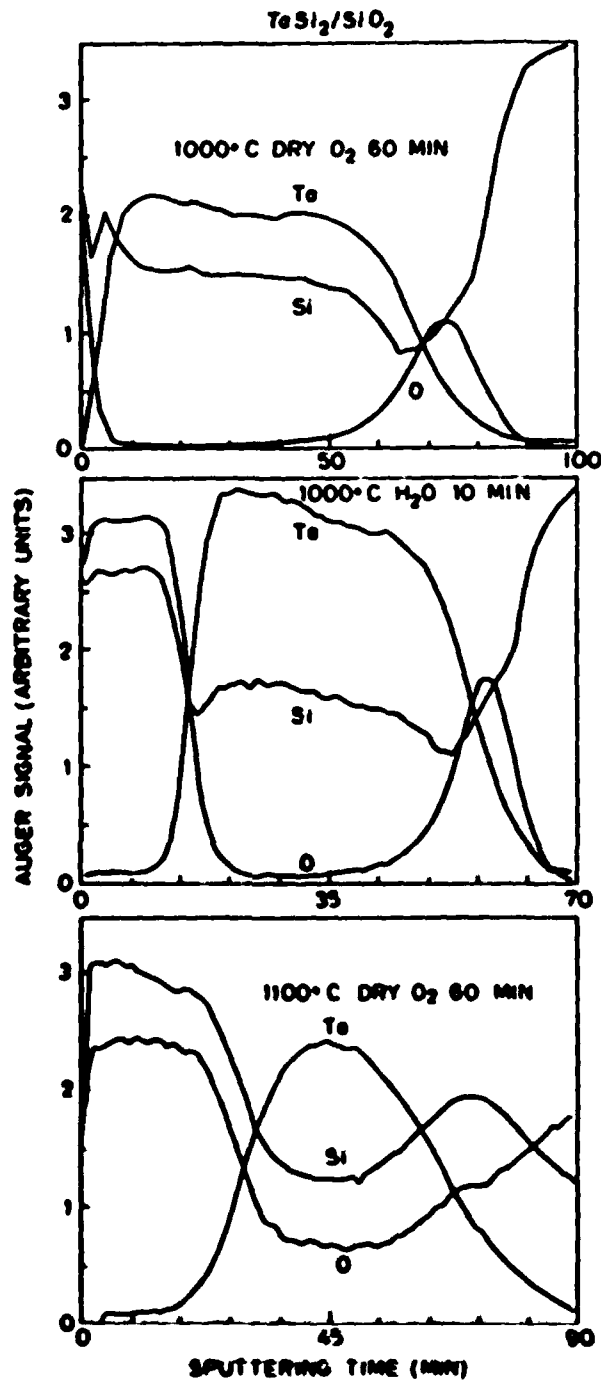 TaSi₂/SiO₂
3
1000°C DRY O₂ 60 MIN
Ta
2
Si
1
O
0
0 50 100
1000°C H₂O 10 MIN
3
Ta
2
Si
1
O
0
0 35 70
AUGER SIGNAL (ARBITRARY UNITS)
3
1100°C DRY O₂ 60 MIN
Ta
2
Si
1
O
0
0 45 90
SPUTTERING TIME (MIN)